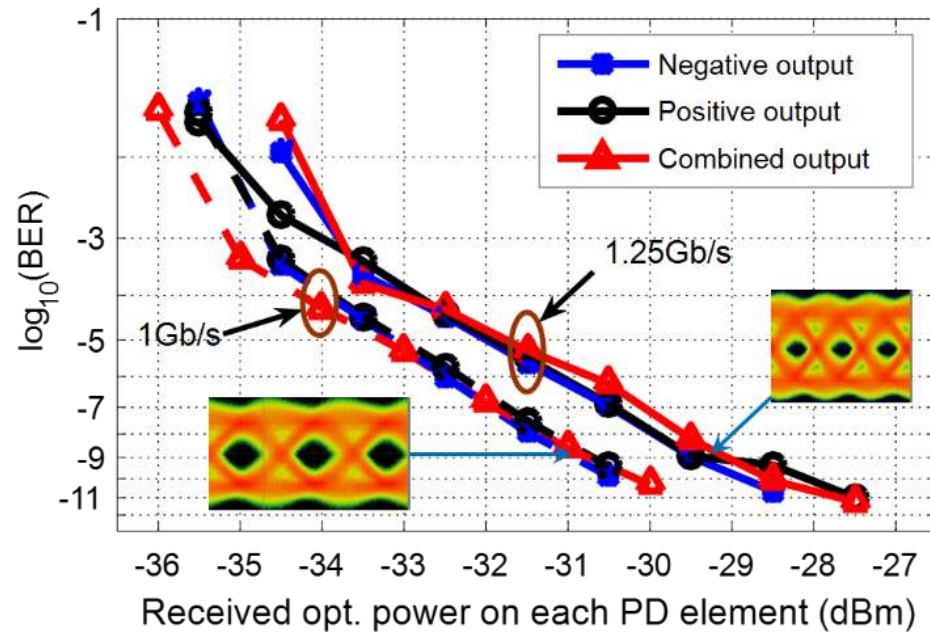 -1
-3
-5
-7
-9
-11
log10(BER)
Negative output
Positive output
Combined output
1.25Gb/s
1Gb/s
-36 -35 -34 -33 -32 -31 -30 -29 -28 -27
Received opt. power on each PD element (dBm)